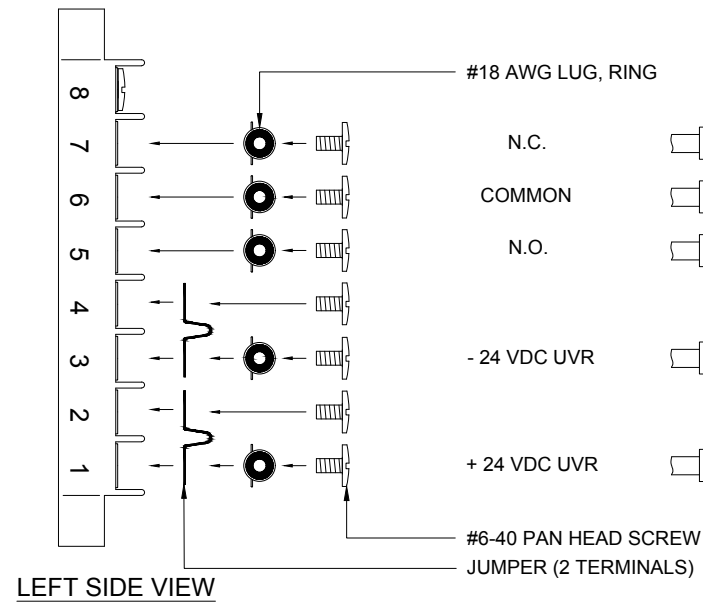 #18 AWG LUG, RING
8
7
N.C.
6
COMMON
5
N.O.
4
3
- 24 VDC UVR
2
1
+ 24 VDC UVR
#6-40 PAN HEAD SCREW
JUMPER (2 TERMINALS)
LEFT SIDE VIEW